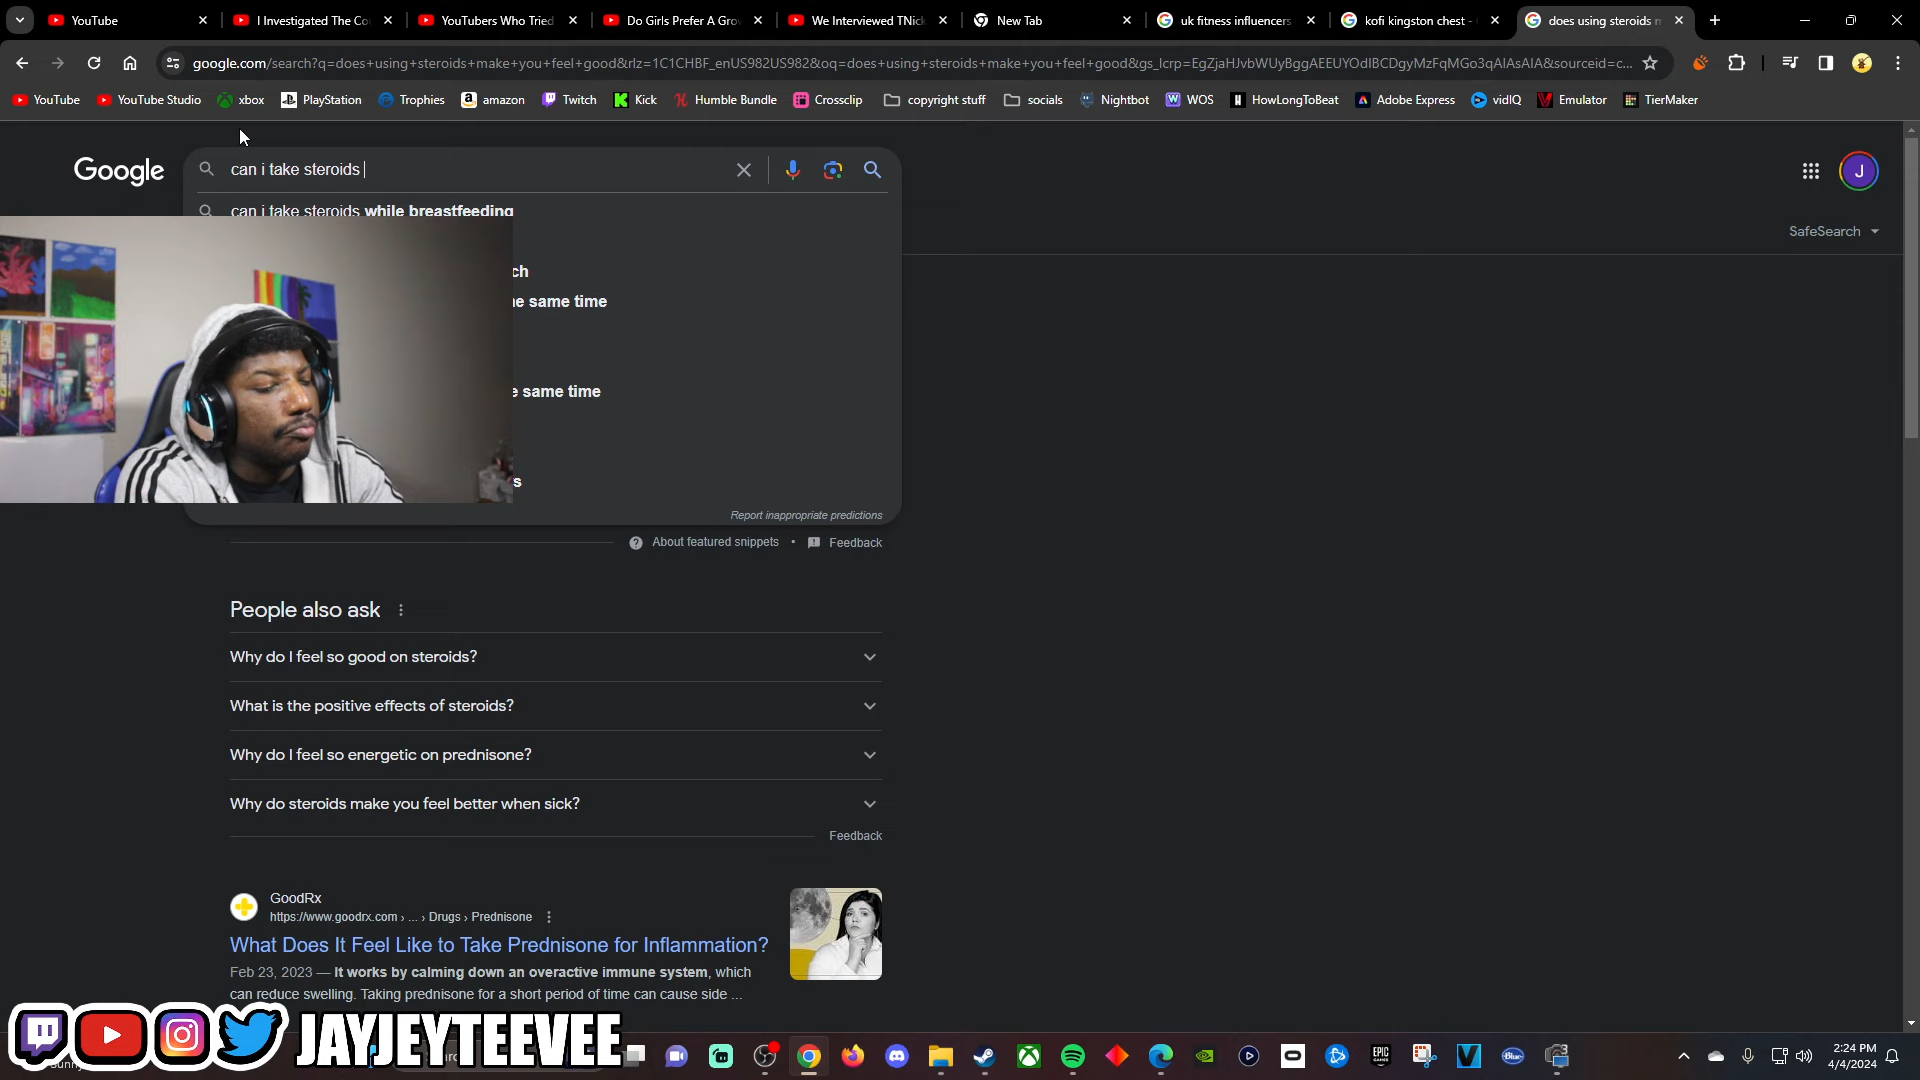 YouTube
I Investigated The Co
YouTubers Who Tried
Do Girls Prefer A Gro
We Interviewed TNick
New Tab
uk fitness influencers
kofi kingston chest -
does using steroids m
google.com/search?q=does+using+steroids+make+you+feel+good&rlz=1C1CHBF_enUS982US982&oq=does+using+steroids+make+you+feel+good&gs_lcrp=EgZjaHJvbWUyBggAEEUYOdIBCDgyMzFqMGo3qAIAsAIA&sourceid=c...
YouTube
YouTube Studio
xbox
PlayStation
Trophies
amazon
Twitch
Kick
Humble Bundle
Crossclip
copyright stuff
socials
Nightbot
WOS
HowLongToBeat
Adobe Express
vidIQ
Emulator
TierMaker
Google
can i take steroids
J
can i take steroids while breastfeeding
SafeSearch
ch
he same time
e same time
s
Report inappropriate predictions
About featured snippets
Feedback
People also ask
Why do I feel so good on steroids?
What is the positive effects of steroids?
Why do I feel so energetic on prednisone?
Why do steroids make you feel better when sick?
Feedback
GoodRx
https://www.goodrx.com › ... › Drugs › Prednisone
What Does It Feel Like to Take Prednisone for Inflammation?
Feb 23, 2023 — It works by calming down an overactive immune system, which
can reduce swelling. Taking prednisone for a short period of time can cause side ...
JAYJEYTEEVEE
EPIC
GAMES
Blue
2:24 PM
4/4/2024